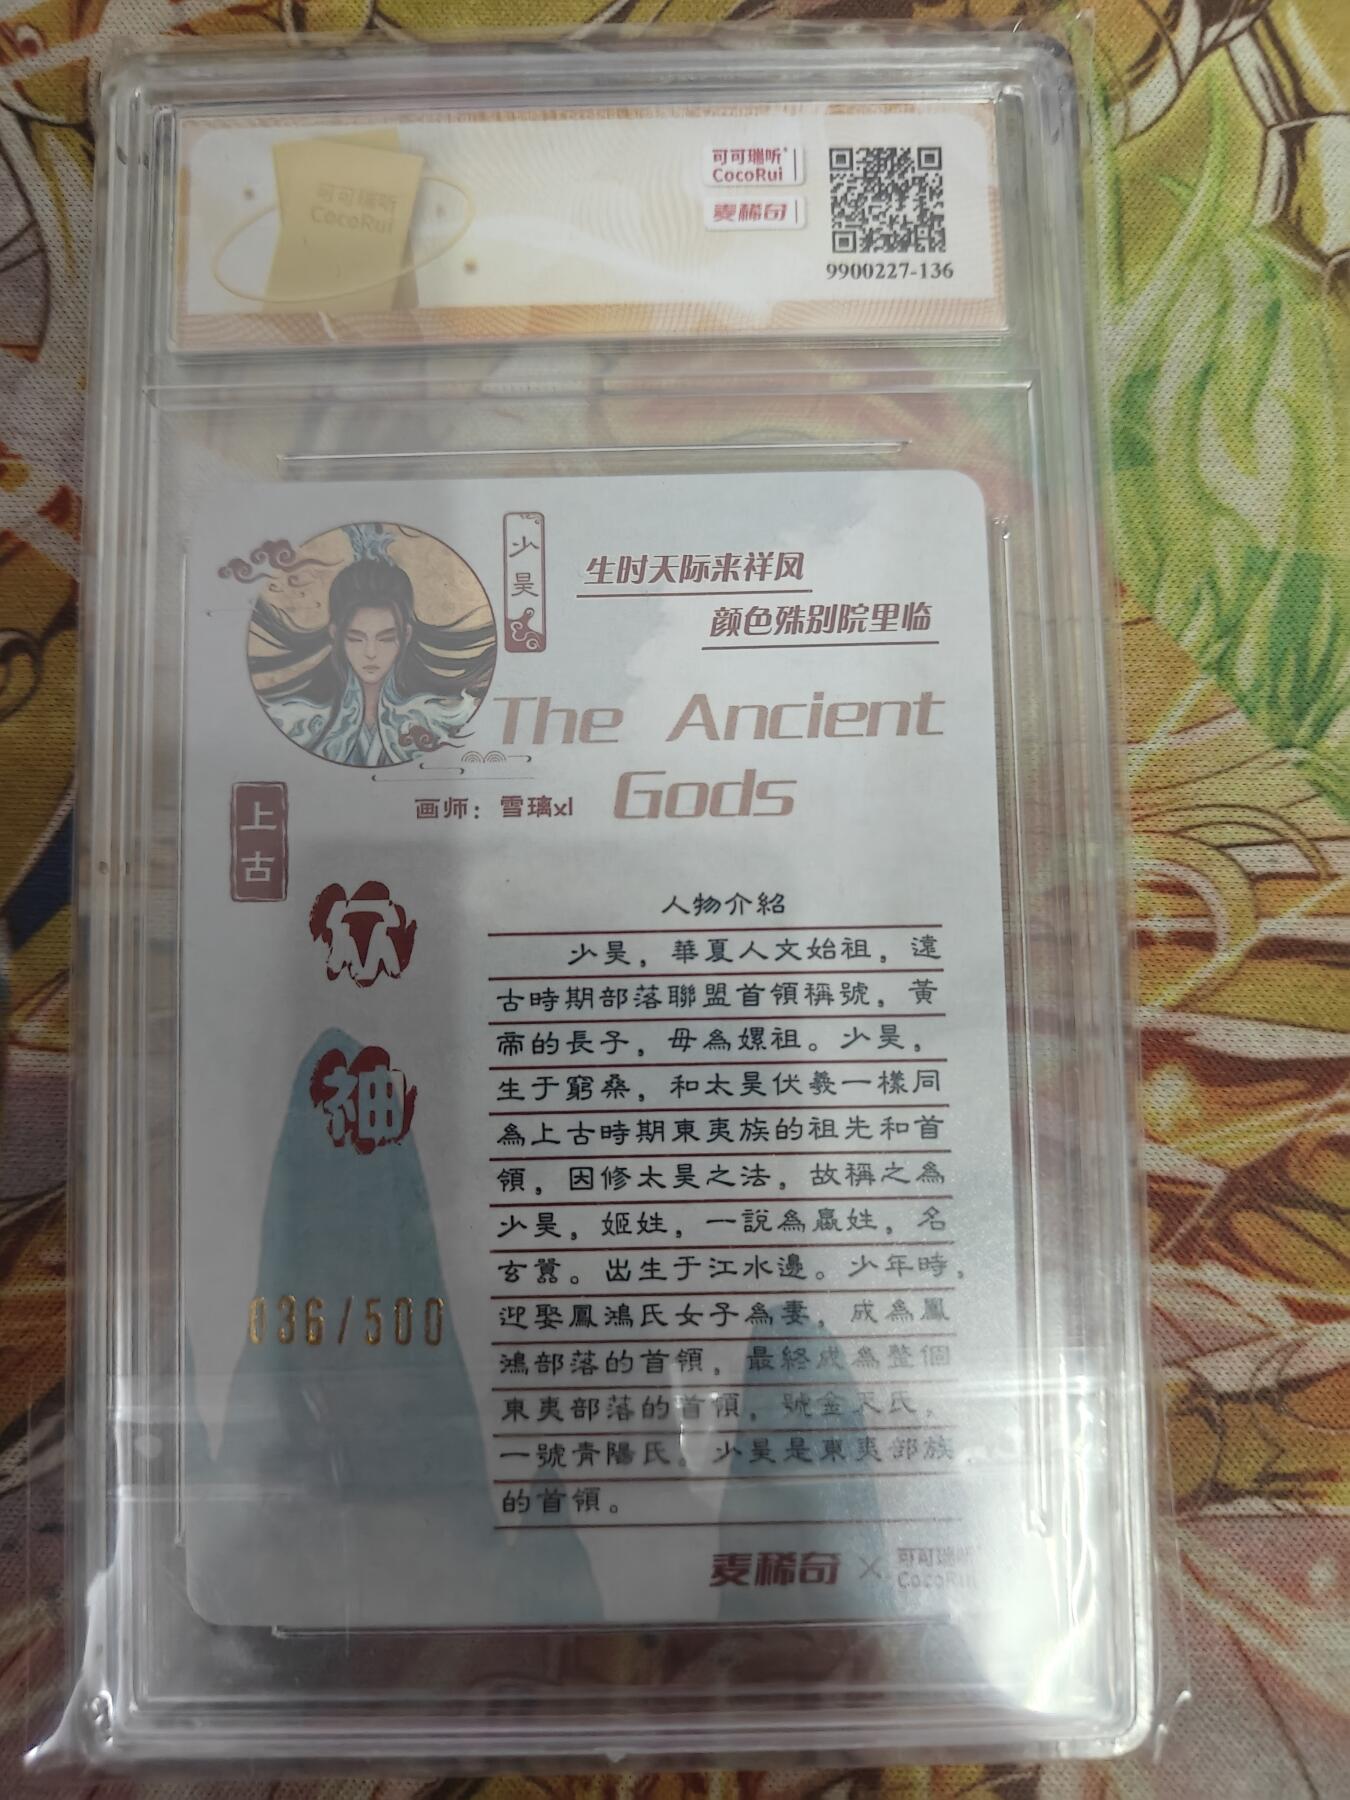 可可瑞听
CocoRui
可可瑞听
CocoRui
麦稀奇
9900227-136
少昊
生时天际来祥凤
颜色殊别院里临
The Ancient
Gods
画师：雪璃xl
上古
众神
036/500
人物介紹
少昊，華夏人文始祖，遠
古時期部落聯盟首領稱號，黃
帝的長子，母為嫘祖。少昊，
生于窮桑，和太昊伏羲一樣同
為上古時期東夷族的祖先和首
領，因修太昊之法，故稱之為
少昊，姬姓，一說為嬴姓，名
玄囂。出生于江水邊。少年時，
迎娶鳳鴻氏女子為妻，成為鳳
鴻部落的首領，最終成為整個
東夷部落的首領，號金天氏，
一號青陽氏。少昊是東夷部族
的首領。
麦稀奇 × 可可瑞听
CocoRui